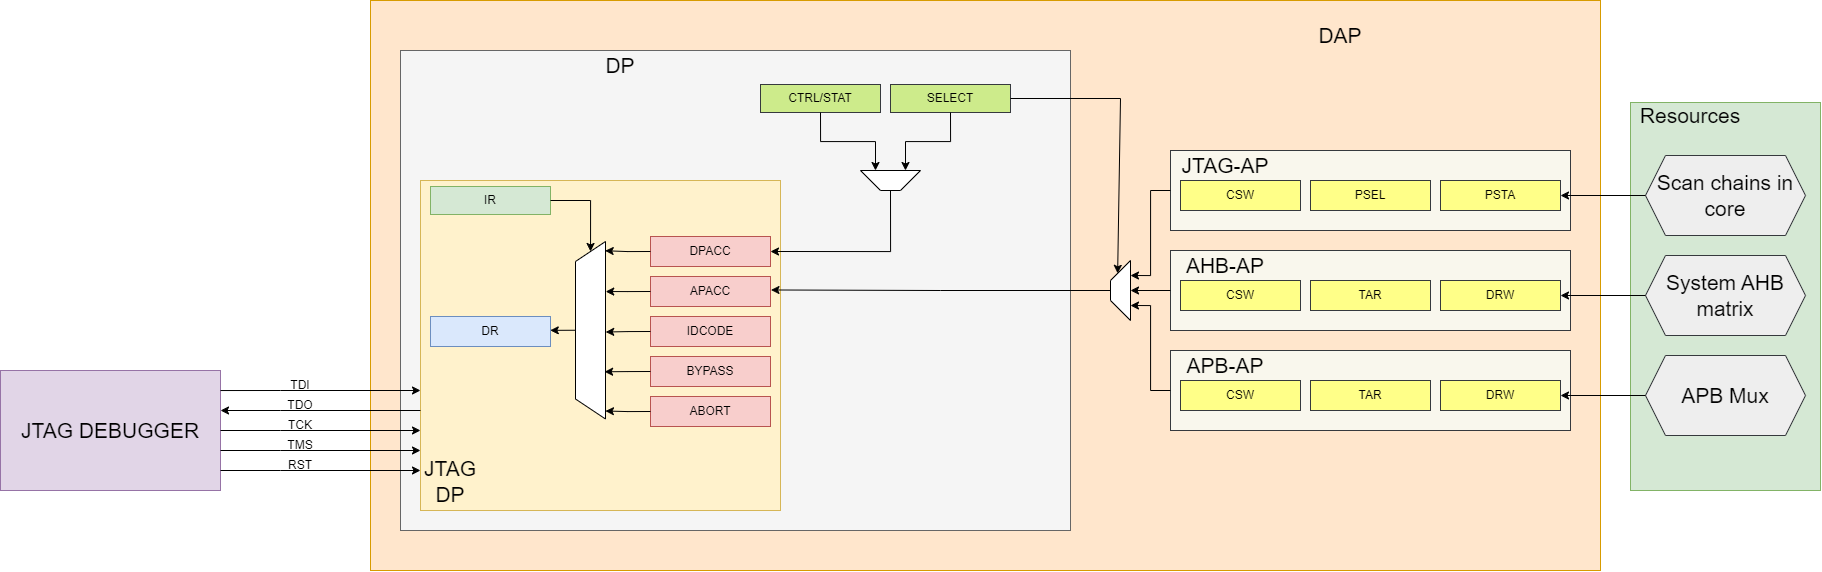 DAP
DP
CTRL/STAT
SELECT
Resources
JTAG-AP
CSW
PSEL
PSTA
Scan chains in
core
IR
DPACC
AHB-AP
APACC
CSW
TAR
DRW
System AHB
matrix
DR
IDCODE
BYPASS
APB-AP
ABORT
CSW
TAR
DRW
APB Mux
JTAG DEBUGGER
TDI
TDO
TCK
TMS
RST
JTAG
DP